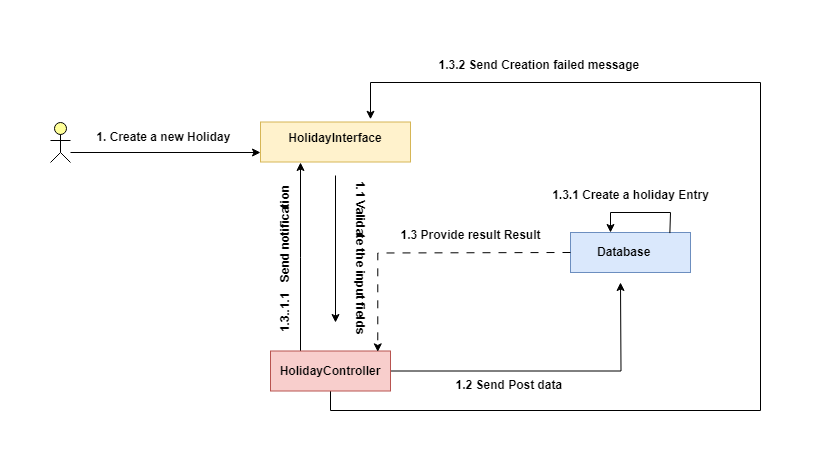 1.3.2 Send Creation failed message
1. Create a new Holiday
HolidayInterface
1.3.1 Create a holiday Entry
1.3 Provide result Result
Database
1.3..1.1 Send notification
1.1 Validate the input fields
HolidayController
1.2 Send Post data